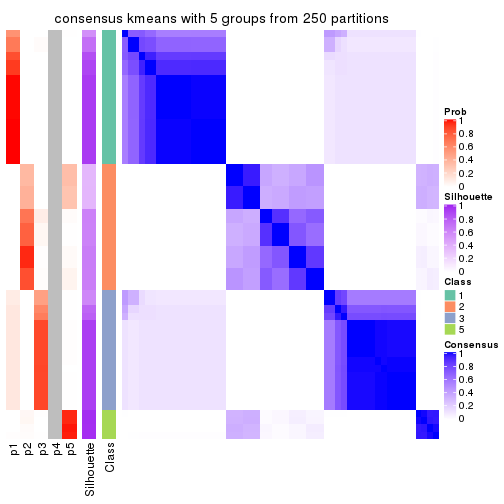 consensus kmeans with 5 groups from 250 partitions
Prob
1
0.8
0.6
0.4
0.2
0
Silhouette
1
0.8
0.6
0.4
0.2
0
Class
1
2
3
5
Consensus
1
0.8
0.6
0.4
0.2
0
p1
p2
p3
p4
p5
Silhouette
Class